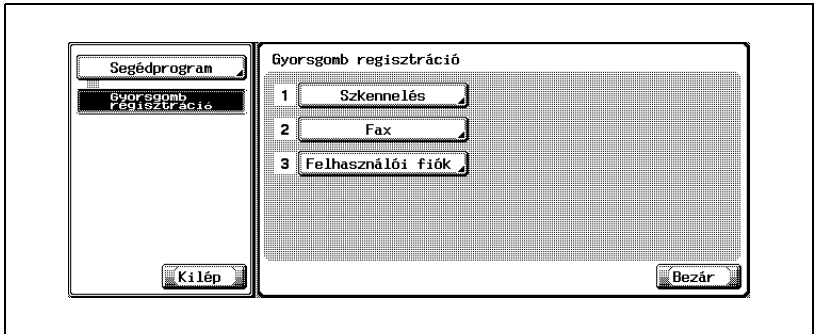 Segédprogram
Gyorsgomb
regisztráció
Kilép
Gyorsgomb regisztráció
1 Szkennelés
2 Fax
3 Felhasználói fiók
Bezár